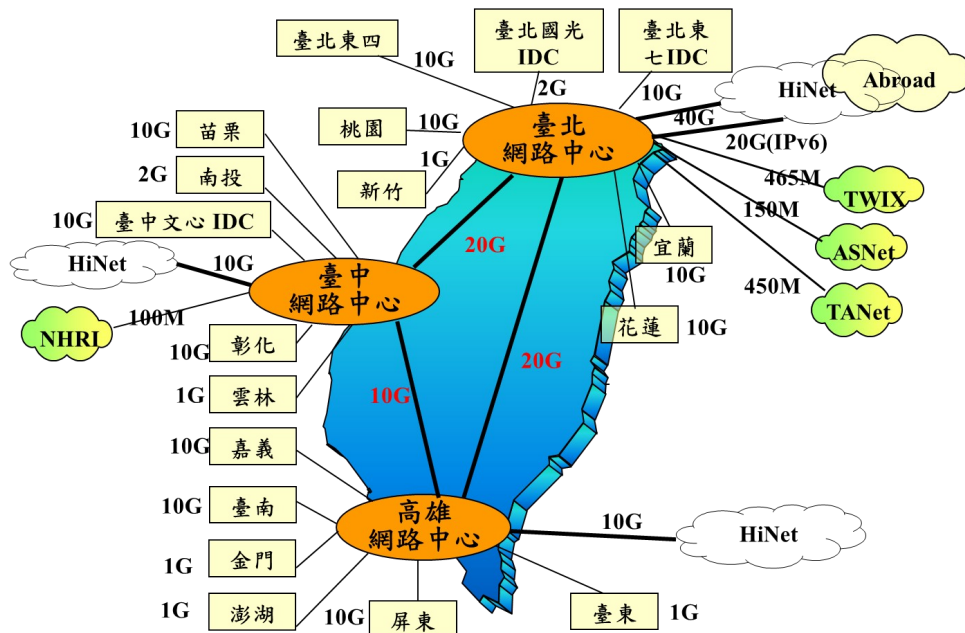 臺北東四
臺北國光
IDC
臺北東
七IDC
10G
2G
10G
HiNet
Abroad
40G
20G(IPv6)
10G
苗栗
桃園
10G
臺北
網路中心
2G
南投
1G
新竹
465M
TWIX
10G
臺中文心 IDC
150M
ASNet
HiNet
10G
20G
宜蘭
10G
臺中
網路中心
450M
TANet
NHRI
100M
花蓮
10G
10G
彰化
20G
1G
雲林
10G
10G
嘉義
10G
臺南
高雄
網路中心
10G
HiNet
1G
金門
1G
澎湖
10G
屏東
臺東
1G